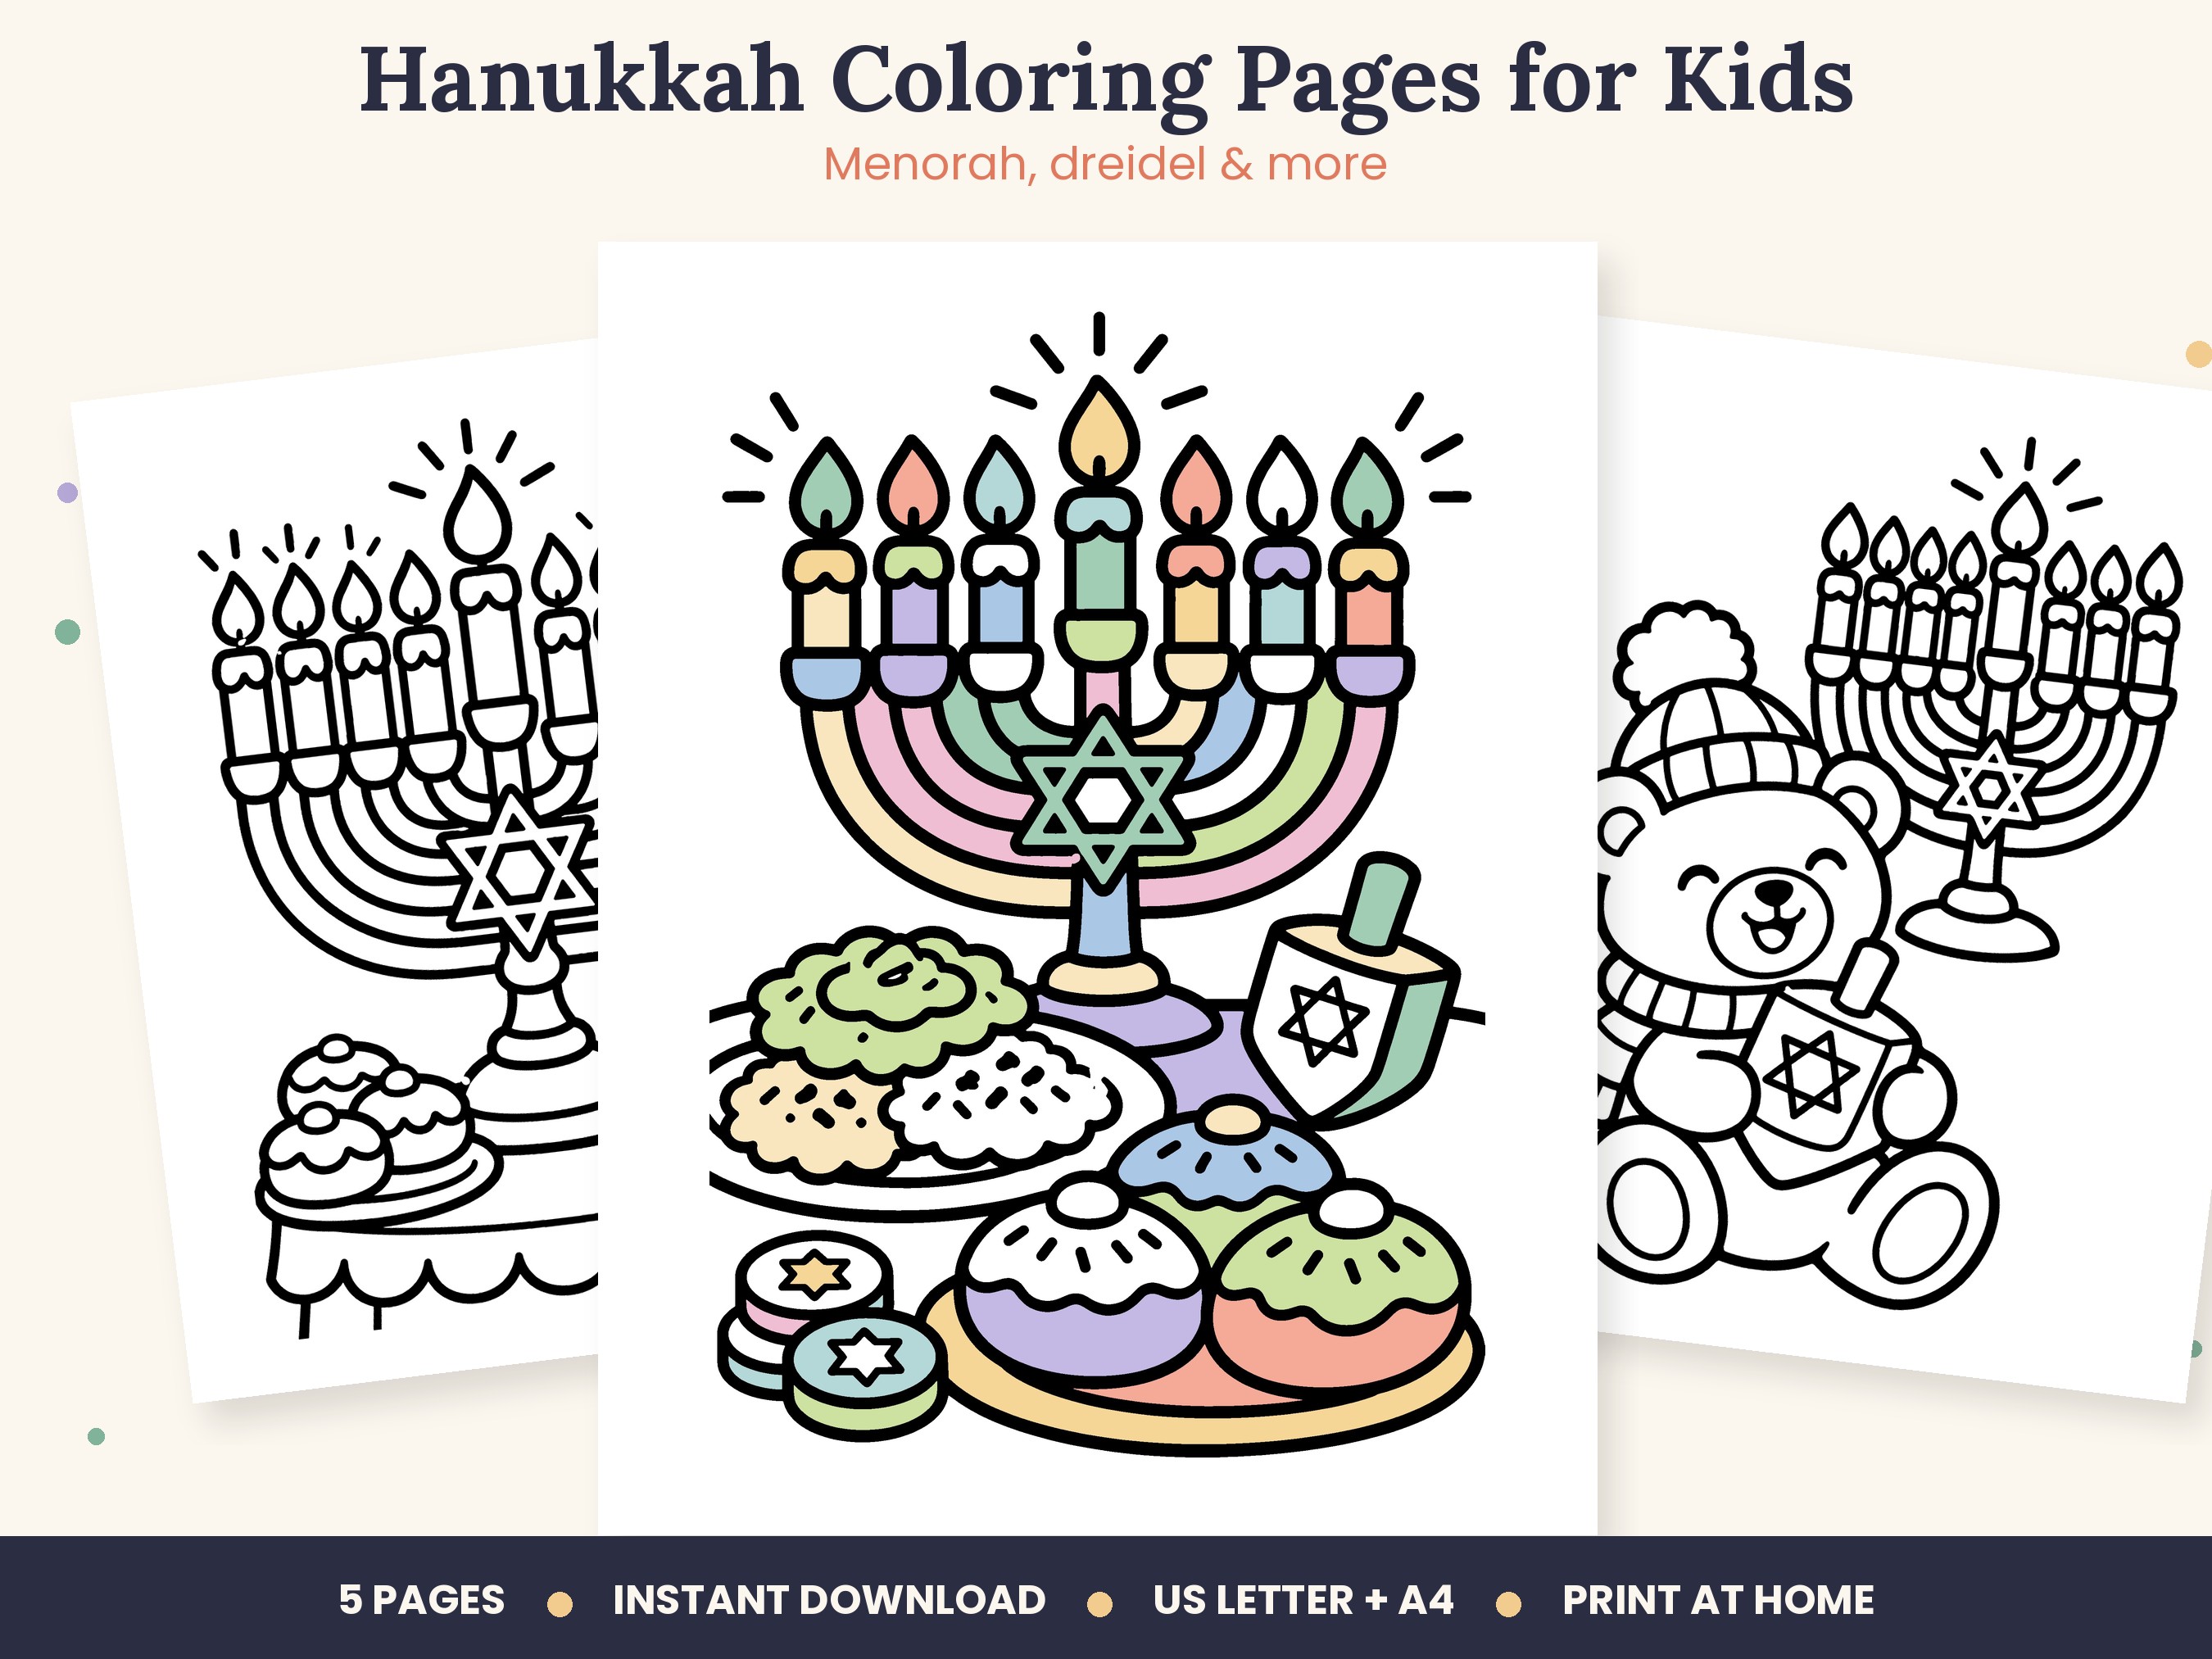 Hanukkah Coloring Pages for Kids
Menorah, dreidel & more
5 PAGES ● INSTANT DOWNLOAD ● US LETTER + A4 ● PRINT AT HOME